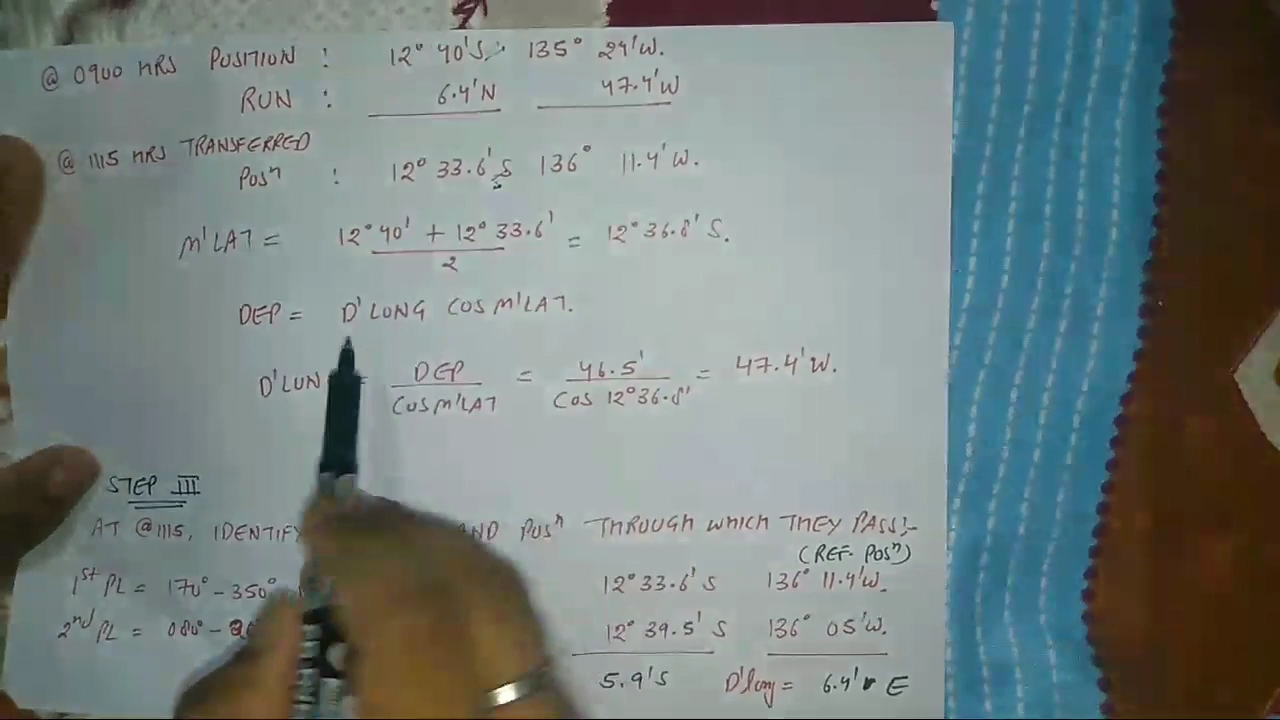 @ 0900 HRS POSITION : 12° 40'S, 135° 24'W.
RUN : 6.4'N 47.4'W
@ 1115 HRS TRANSFERRED
POSⁿ : 12° 33.6'S 136° 11.4'W.
M'LAT = 12° 40' + 12° 33.6' / 2 = 12° 36.8' S.
DEP = D'LONG COS M'LAT.
D'LON = DEP / COS M'LAT = 46.5' / COS 12° 36.8' = 47.4'W.
STEP III
AT @1115, IDENTIFY AND POSⁿ THROUGH WHICH THEY PASS:-
(REF. POSⁿ)
1st PL = 170° - 350° 12° 33.6' S 136° 11.4'W.
2nd PL = 080° - 12° 39.5' S 136° 05'W.
5.9'S D'long = 6.4' E